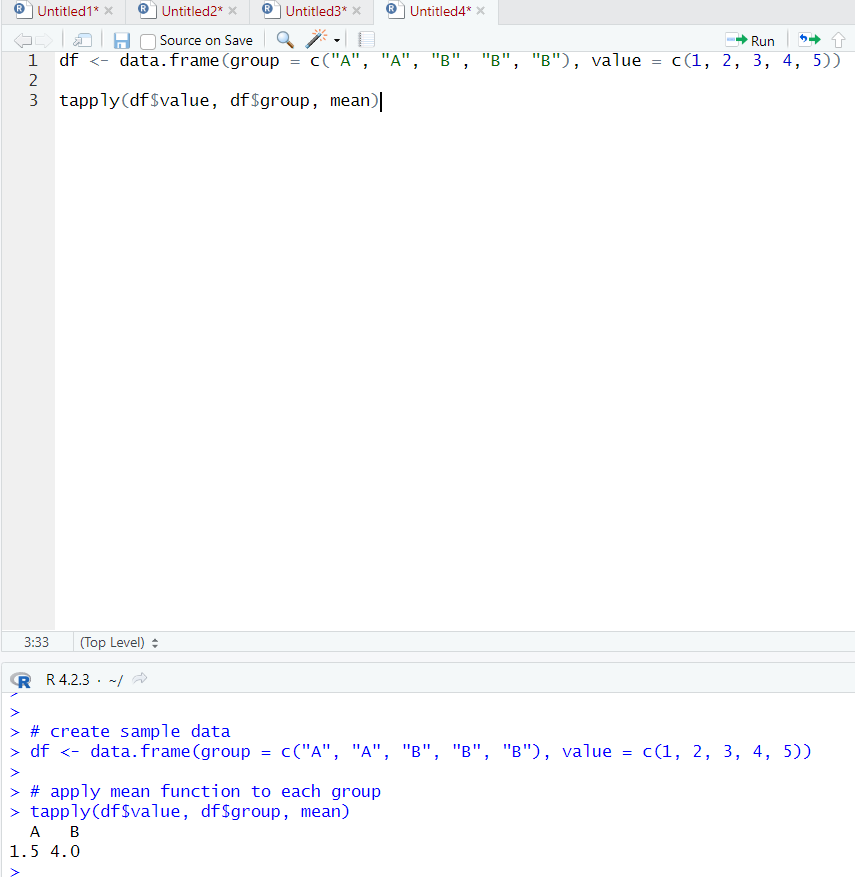 Untitled1* Untitled2* Untitled3* Untitled4*
Source on Save Run
1 df <- data.frame(group = c("A", "A", "B", "B", "B"), value = c(1, 2, 3, 4, 5))
2
3 tapply(df$value, df$group, mean)
3:33 (Top Level)
R R 4.2.3 · ~/
>
> # create sample data
> df <- data.frame(group = c("A", "A", "B", "B", "B"), value = c(1, 2, 3, 4, 5))
>
> # apply mean function to each group
> tapply(df$value, df$group, mean)
A B
1.5 4.0
>